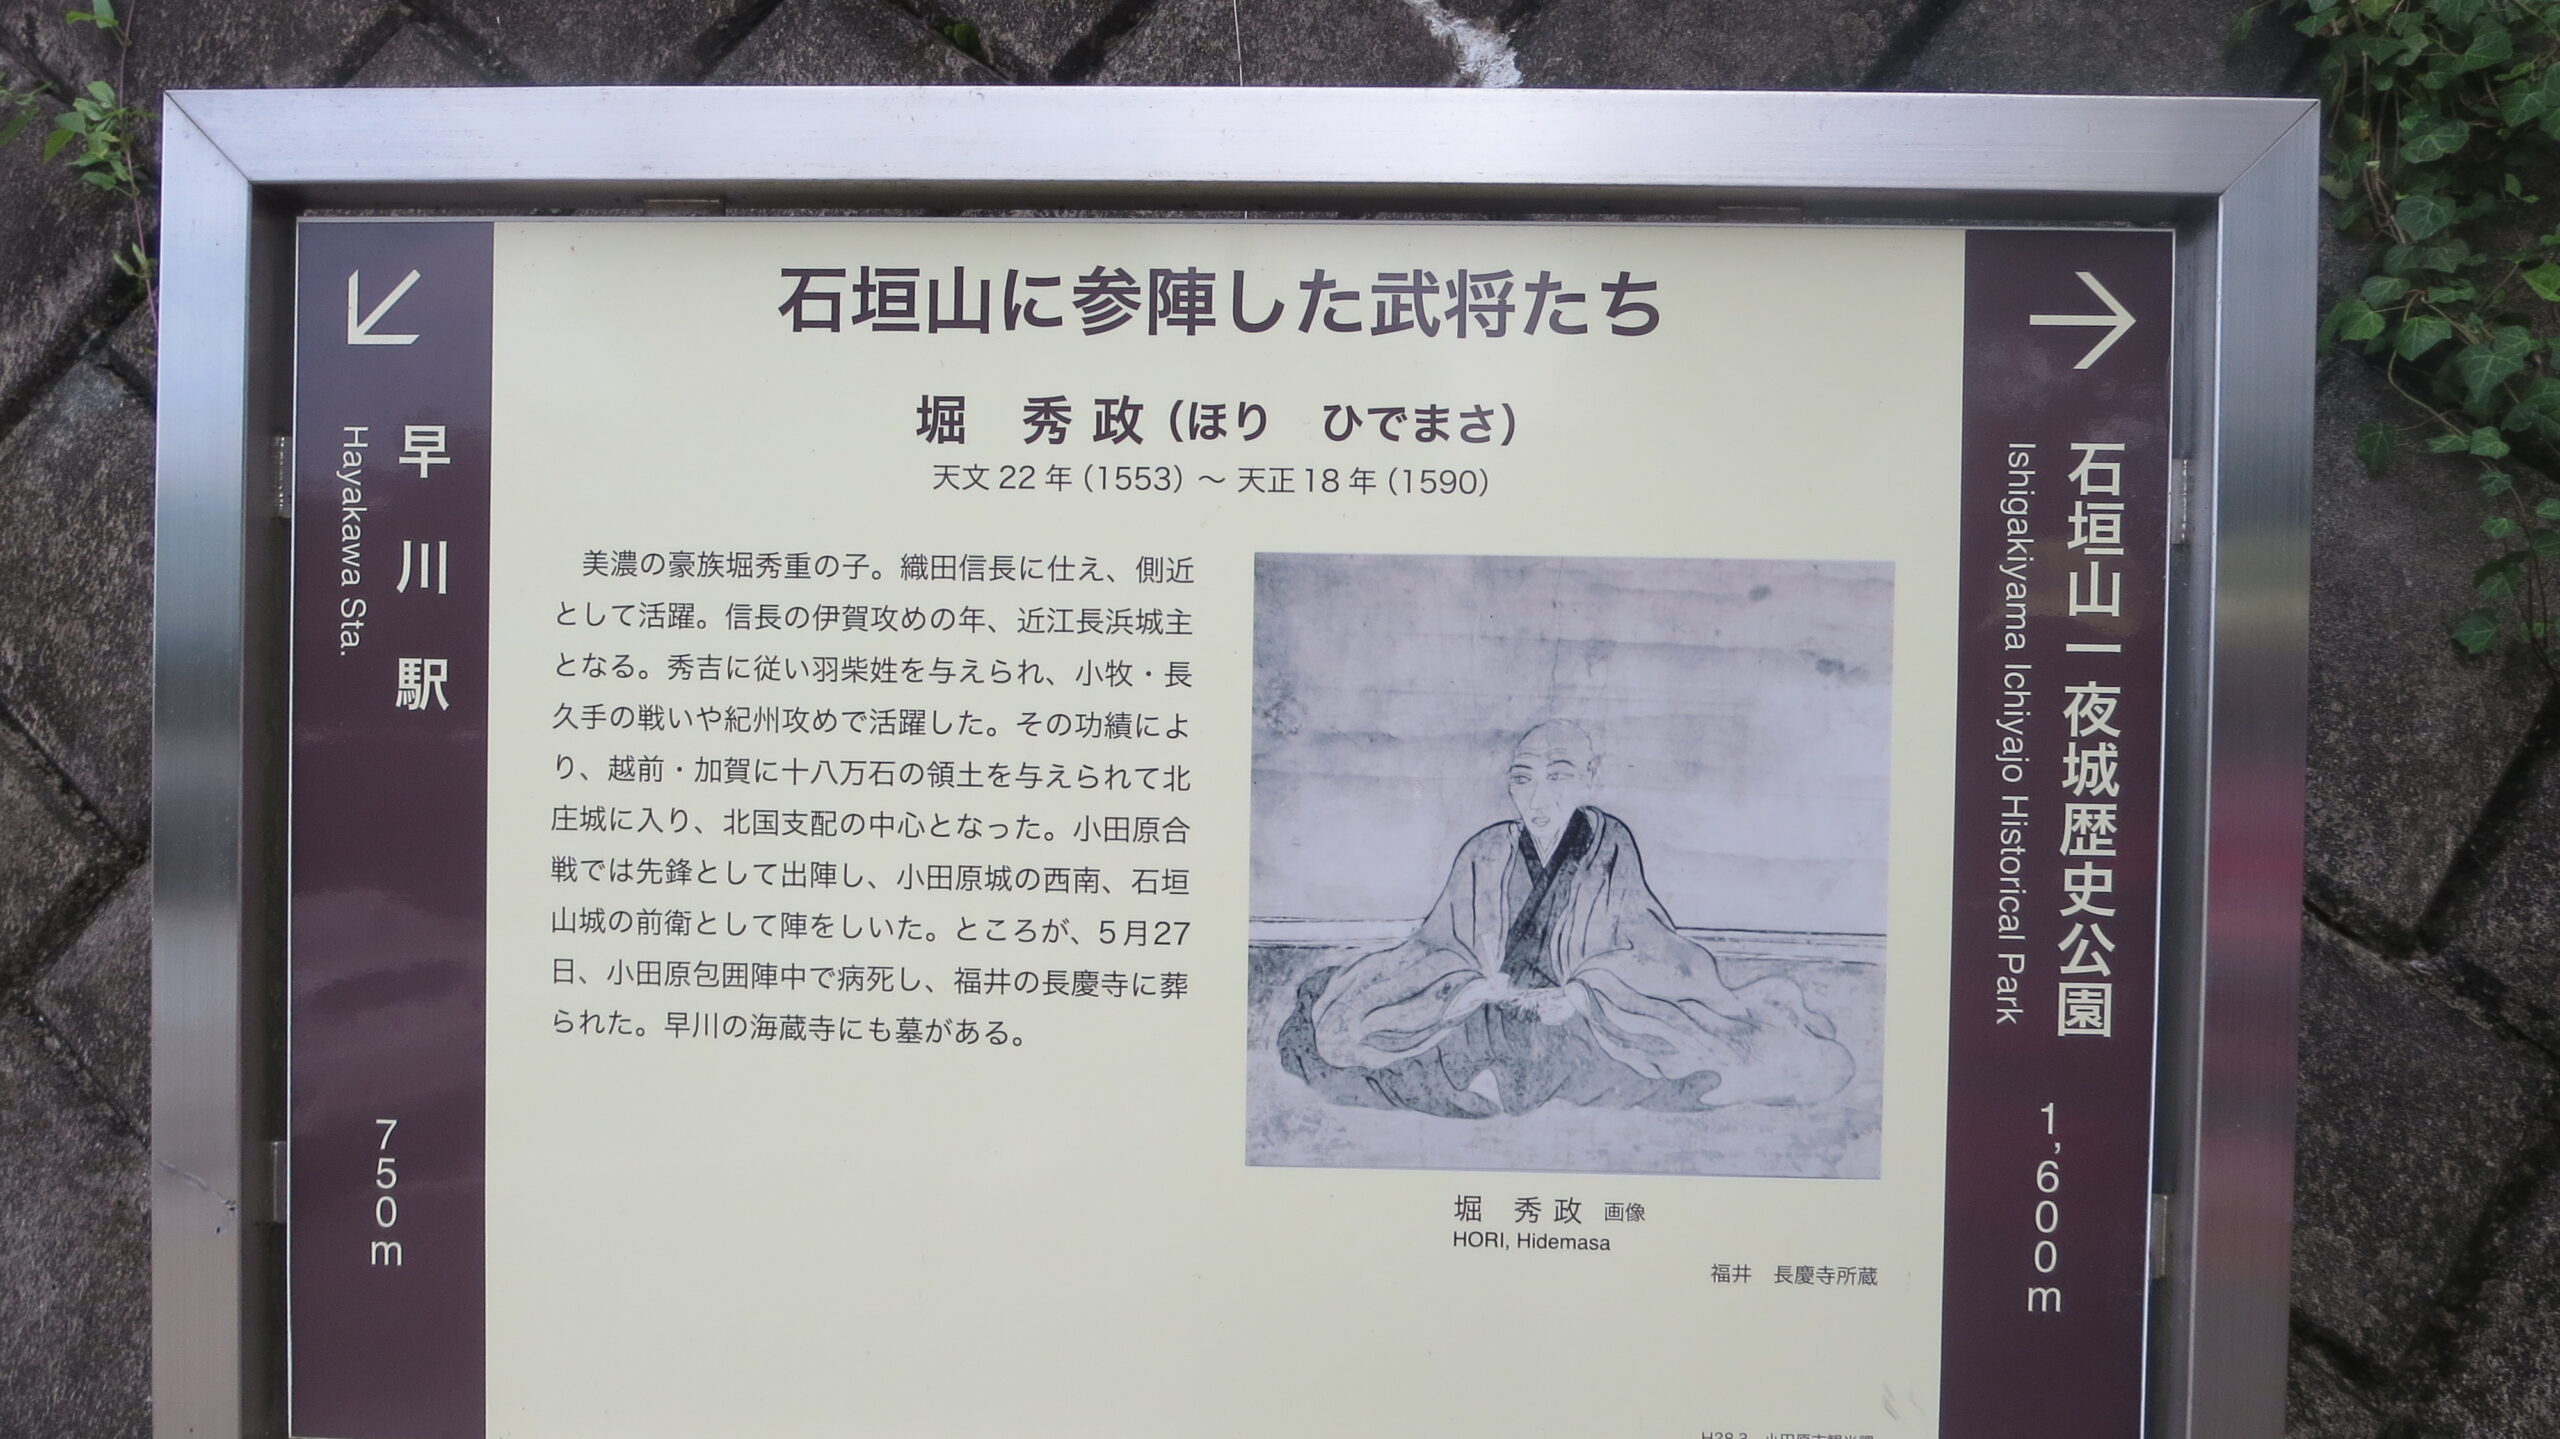 石垣山に参陣した武将たち
堀　秀政（ほり　ひでまさ）
天文22年（1553）～天正18年（1590）
　美濃の豪族堀秀重の子。織田信長に仕え、側近
として活躍。信長の伊賀攻めの年、近江長浜城主
となる。秀吉に従い羽柴姓を与えられ、小牧・長
久手の戦いや紀州攻めで活躍した。その功績によ
り、越前・加賀に十八万石の領土を与えられて北
庄城に入り、北国支配の中心となった。小田原合
戦では先鋒として出陣し、小田原城の西南、石垣
山城の前衛として陣をしいた。ところが、5月27
日、小田原包囲陣中で病死し、福井の長慶寺に葬
られた。早川の海蔵寺にも墓がある。
堀　秀政　画像
HORI, Hidemasa
福井　長慶寺所蔵
早川駅
Hayakawa Sta.
750m
石垣山一夜城歴史公園
Ishigakiyama Ichiyajo Historical Park
1,600m